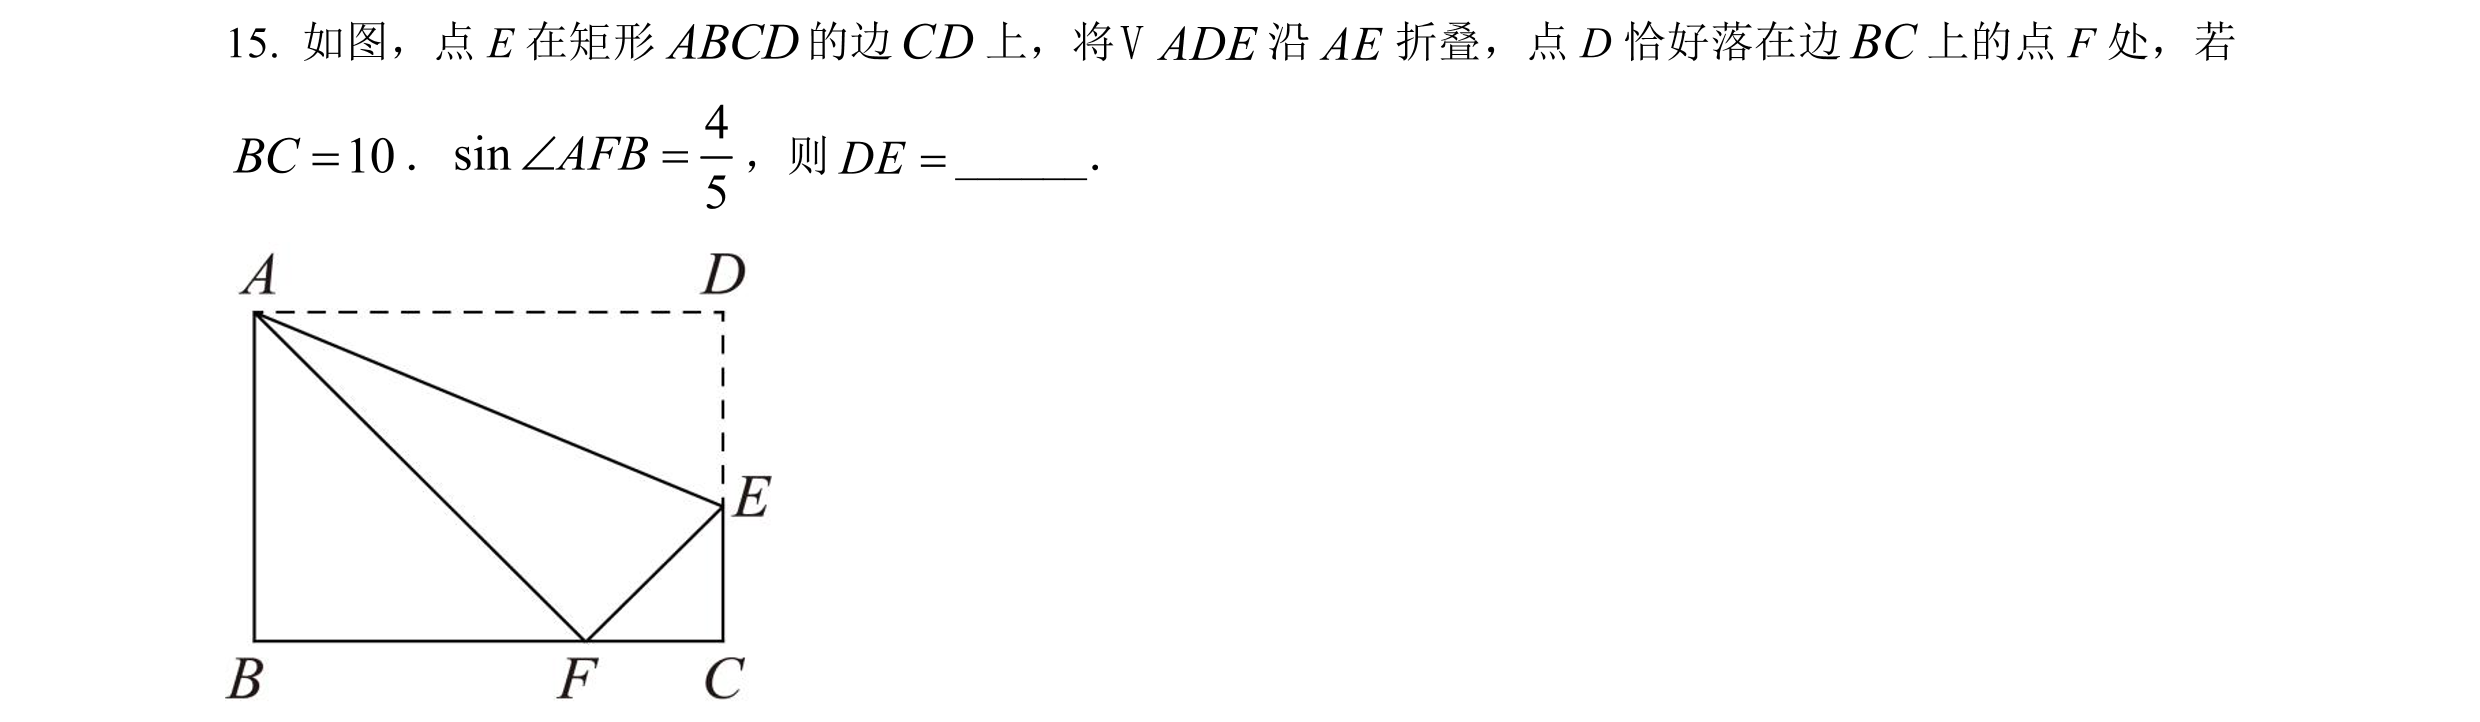 15. 如图，点 E 在矩形 ABCD 的边 CD 上，将V ADE 沿 AE 折叠，点 D 恰好落在边 BC 上的点 F 处，若
BC = 10． sin∠AFB = 4/5，则 DE = ______．
A D
E
B F C